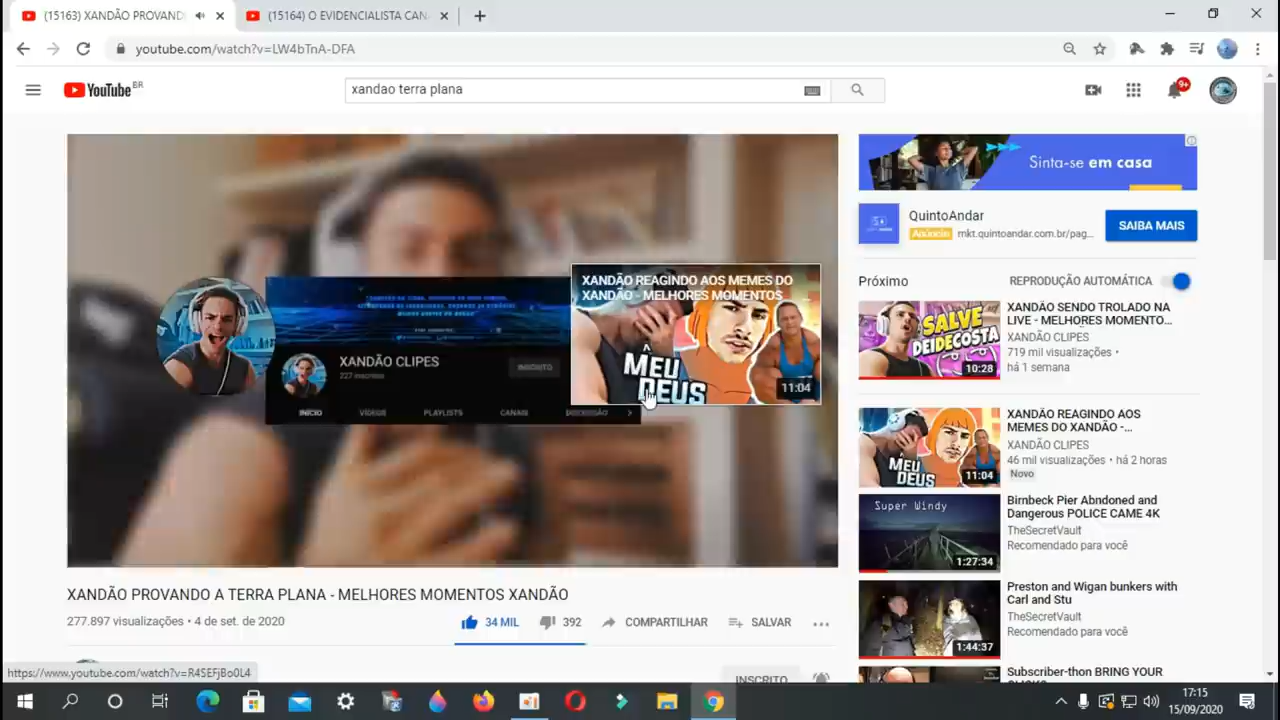 (15163) XANDÃO PROVAND
(15164) O EVIDENCIALISTA CAN
youtube.com/watch?v=LW4bTnA-DFA
YouTube BR
xandao terra plana
9+
XANDÃO REAGINDO AOS MEMES DO
XANDÃO - MELHORES MOMENTOS
MEU
DEUS
11:04
XANDÃO CLIPES
227 inscritos
INSCRITO
INÍCIO VÍDEOS PLAYLISTS CANAIS DISCUSSÃO
Sinta-se em casa
QuintoAndar
Anúncio mkt.quintoandar.com.br/pag...
SAIBA MAIS
Próximo
REPRODUÇÃO AUTOMÁTICA
SALVE
DEIDECOSTA
10:28
XANDÃO SENDO TROLADO NA
LIVE - MELHORES MOMENTO...
XANDÃO CLIPES
719 mil visualizações •
há 1 semana
MEU
DEUS
11:04
XANDÃO REAGINDO AOS
MEMES DO XANDÃO -...
XANDÃO CLIPES
46 mil visualizações • há 2 horas
Novo
Super Windy
1:27:34
Birnbeck Pier Abndoned and
Dangerous POLICE CAME 4K
TheSecretVault
Recomendado para você
1:44:37
Preston and Wigan bunkers with
Carl and Stu
TheSecretVault
Recomendado para você
Subscriber-thon BRING YOUR
XANDÃO PROVANDO A TERRA PLANA - MELHORES MOMENTOS XANDÃO
277.897 visualizações • 4 de set. de 2020
34 MIL 392 COMPARTILHAR SALVAR
INSCRITO
https://www.youtube.com/watch?v=R4SEFjBo0L4
17:15
15/09/2020